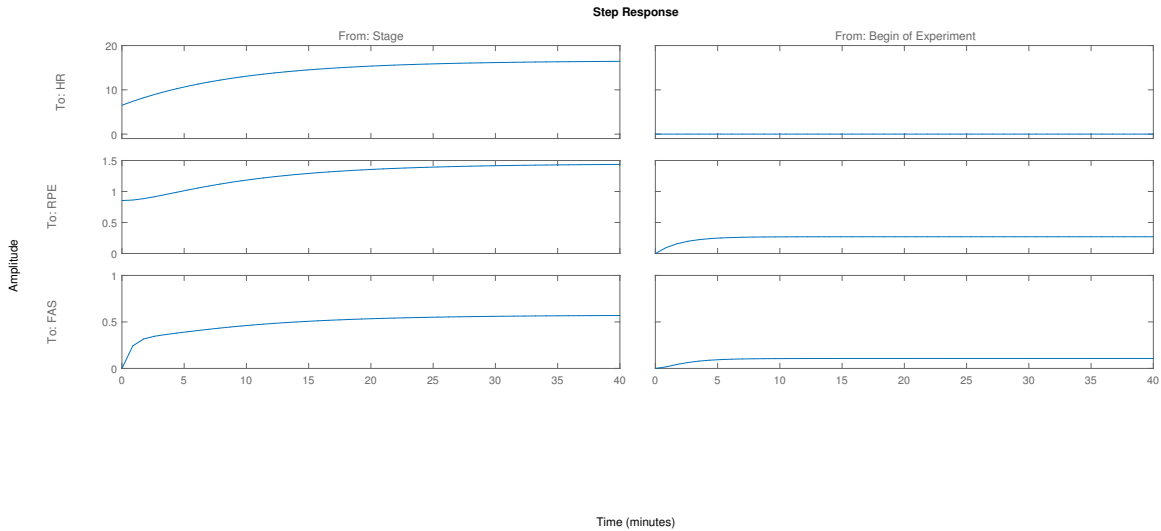 Step Response
From: Stage
From: Begin of Experiment
To: HR
20
10
0
To: RPE
1.5
1
0.5
0
To: FAS
1
0.5
0
0 5 10 15 20 25 30 35 40
0 5 10 15 20 25 30 35 40
Amplitude
Time (minutes)